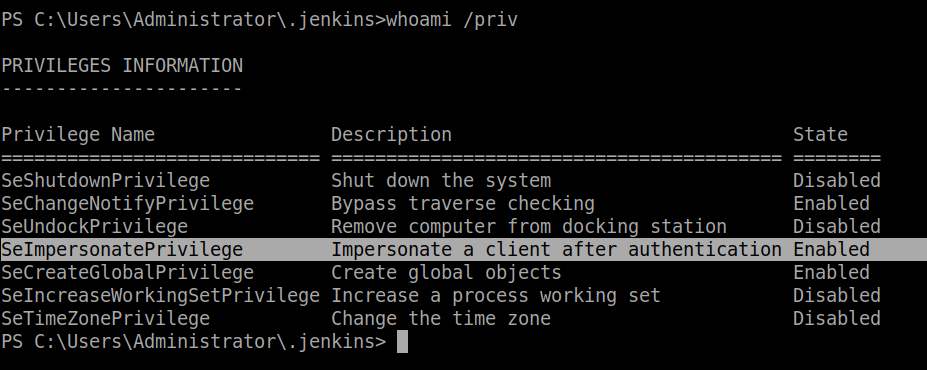 PS C:\Users\Administrator\.jenkins>whoami /priv
PRIVILEGES INFORMATION
----------------------
Privilege Name                Description                               State
============================= ========================================= ========
SeShutdownPrivilege           Shut down the system                      Disabled
SeChangeNotifyPrivilege       Bypass traverse checking                  Enabled
SeUndockPrivilege             Remove computer from docking station      Disabled
SeImpersonatePrivilege        Impersonate a client after authentication Enabled
SeCreateGlobalPrivilege       Create global objects                     Enabled
SeIncreaseWorkingSetPrivilege Increase a process working set            Disabled
SeTimeZonePrivilege           Change the time zone                      Disabled
PS C:\Users\Administrator\.jenkins>